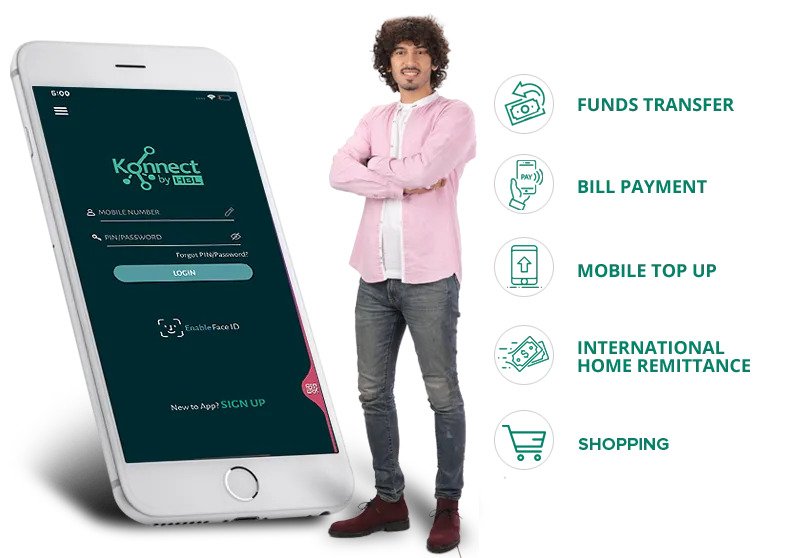 5:00
Konnect
by HBL
MOBILE NUMBER
PIN/PASSWORD
Forgot PIN/Password?
LOGIN
Enable Face ID
New to App? SIGN UP
FUNDS TRANSFER
PAY
BILL PAYMENT
MOBILE TOP UP
$
INTERNATIONAL
HOME REMITTANCE
SHOPPING